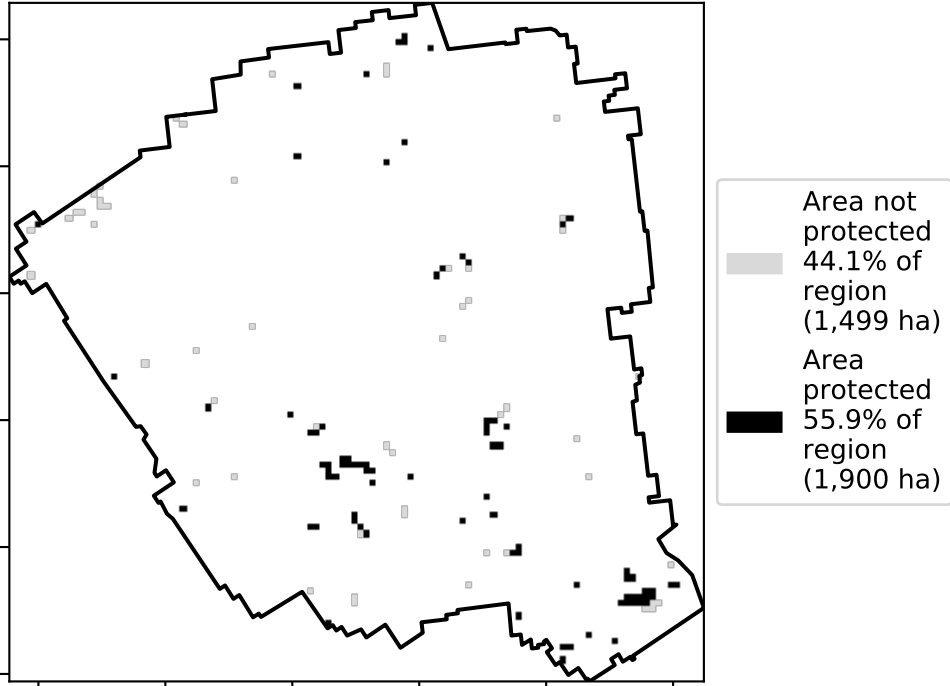 Area not
protected
44.1% of
region
(1,499 ha)
Area
protected
55.9% of
region
(1,900 ha)